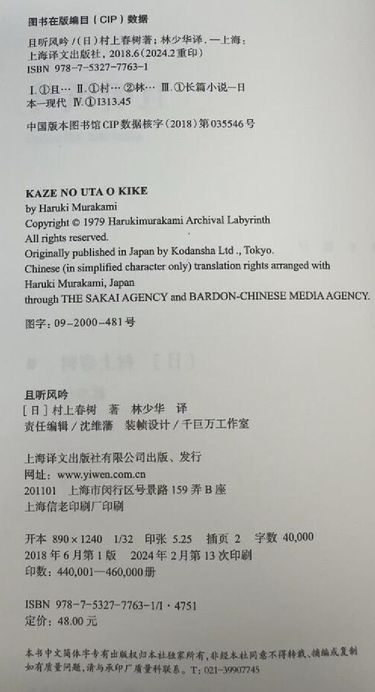 图书在版编目（CIP）数据
且听风吟/（日）村上春树著；林少华译.—上海：
上海译文出版社，2018.6（2024.2重印）
ISBN 978-7-5327-7763-1
Ⅰ.①且… Ⅱ.①村… ②林… Ⅲ.①长篇小说—日
本—现代 Ⅳ.①I313.45
中国版本图书馆CIP数据核字（2018）第035546号
KAZE NO UTA O KIKE
by Haruki Murakami
Copyright © 1979 Harukimurakami Archival Labyrinth
All rights reserved.
Originally published in Japan by Kodansha Ltd., Tokyo.
Chinese (in simplified character only) translation rights arranged with
Haruki Murakami, Japan
through THE SAKAI AGENCY and BARDON-CHINESE MEDIA AGENCY.
图字：09-2000-481号
且听风吟
［日］村上春树 著 林少华 译
责任编辑/沈维藩 装帧设计/千巨万工作室
上海译文出版社有限公司出版、发行
网址：www.yiwen.com.cn
201101 上海市闵行区号景路159弄B座
上海信老印刷厂印刷
开本 890×1240 1/32 印张 5.25 插页 2 字数 40,000
2018年6月第1版 2024年2月第13次印刷
印数：440,001—460,000册
ISBN 978-7-5327-7763-1/I·4751
定价：48.00元
本书中文简体字专有出版权归本社独家所有，非经本社同意不得转载、摘编或复制
如有质量问题，请与承印厂质量科联系。T：021-39907745